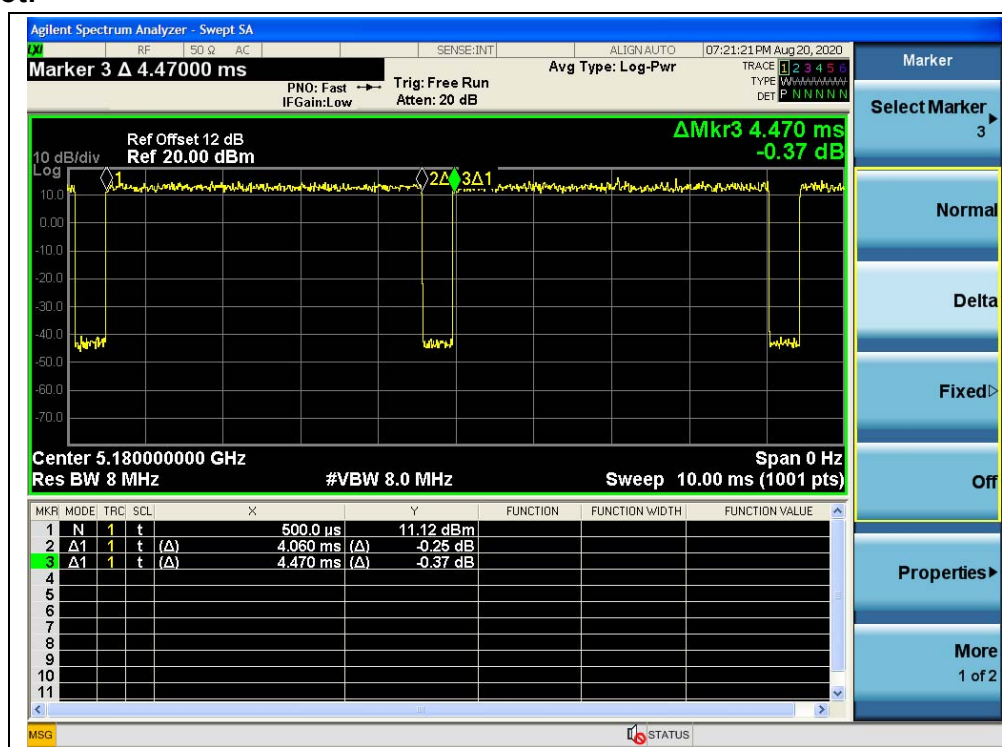 Agilent Spectrum Analyzer - Swept SA
LXI RF 50 Ω AC SENSE:INT ALIGN AUTO 07:21:21 PM Aug 20, 2020
Marker 3 Δ 4.47000 ms
PNO: Fast
IFGain:Low
Trig: Free Run
Atten: 20 dB
Avg Type: Log-Pwr
TRACE 1 2 3 4 5 6
TYPE WWWWWW
DET P N N N N N
Marker
Select Marker
3
Ref Offset 12 dB
10 dB/div Ref 20.00 dBm
Log
ΔMkr3 4.470 ms
-0.37 dB
1 2Δ 3Δ1
10.0
0.00
-10.0
-20.0
-30.0
-40.0
-50.0
-60.0
-70.0
Center 5.180000000 GHz Span 0 Hz
Res BW 8 MHz #VBW 8.0 MHz Sweep 10.00 ms (1001 pts)
MKR MODE TRC SCL X Y FUNCTION FUNCTION WIDTH FUNCTION VALUE
1 N 1 t 500.0 µs 11.12 dBm
2 Δ1 1 t (Δ) 4.060 ms (Δ) -0.25 dB
3 Δ1 1 t (Δ) 4.470 ms (Δ) -0.37 dB
4
5
6
7
8
9
10
11
Normal
Delta
Fixed
Off
Properties
More
1 of 2
MSG STATUS